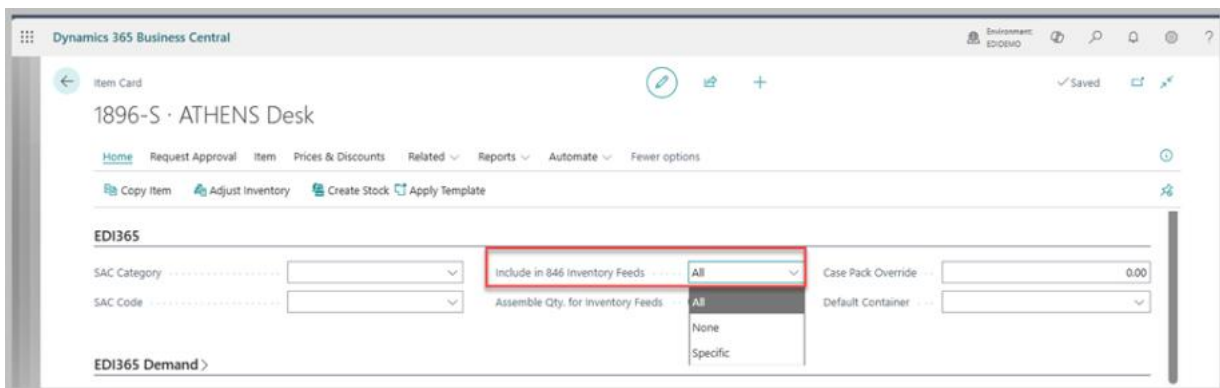 Dynamics 365 Business Central
Environment:
EDIDEMO
?
Item Card
Saved
1896-S · ATHENS Desk
Home Request Approval Item Prices & Discounts Related Reports Automate Fewer options
Copy Item Adjust Inventory Create Stock Apply Template
EDI365
SAC Category Include in 846 Inventory Feeds All Case Pack Override 0.00
SAC Code Assemble Qty. for Inventory Feeds All Default Container
None
Specific
EDI365 Demand